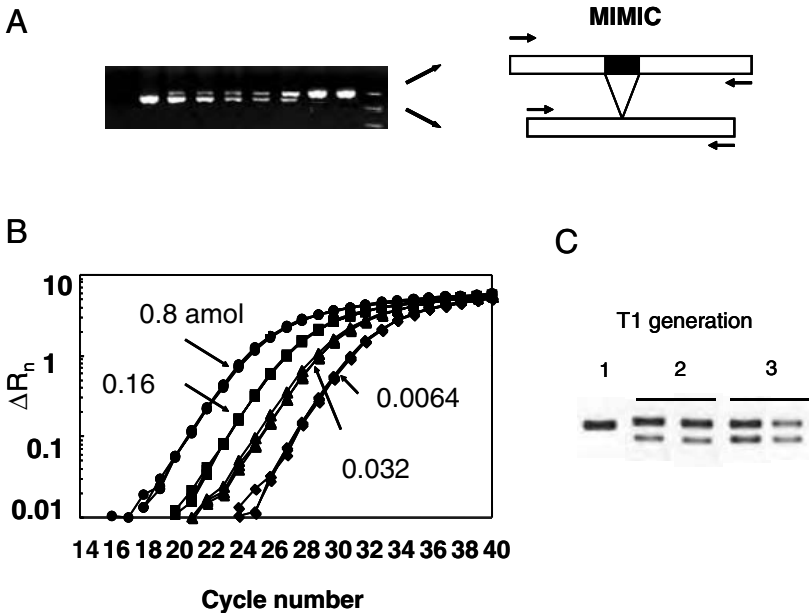 A
MIMIC
B
10
1
0.1
0.01
ΔRn
0.8 amol
0.16
0.0064
0.032
14 16 18 20 22 24 26 28 30 32 34 36 38 40
Cycle number
C
T1 generation
1 2 3